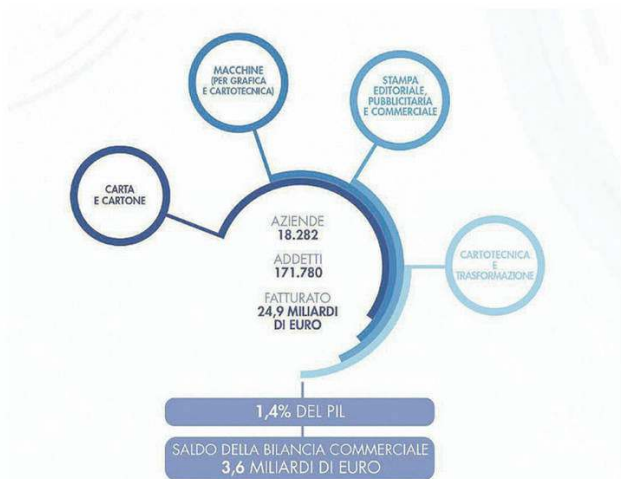 MACCHINE
(PER GRAFICA
E CARTOTECNICA)
STAMPA
EDITORIALE,
PUBBLICITARIA
E COMMERCIALE
CARTA
E CARTONE
AZIENDE
18.282
ADDETTI
171.780
FATTURATO
24,9 MILIARDI
DI EURO
CARTOTECNICA
E
TRASFORMAZIONE
1,4% DEL PIL
SALDO DELLA BILANCIA COMMERCIALE
3,6 MILIARDI DI EURO